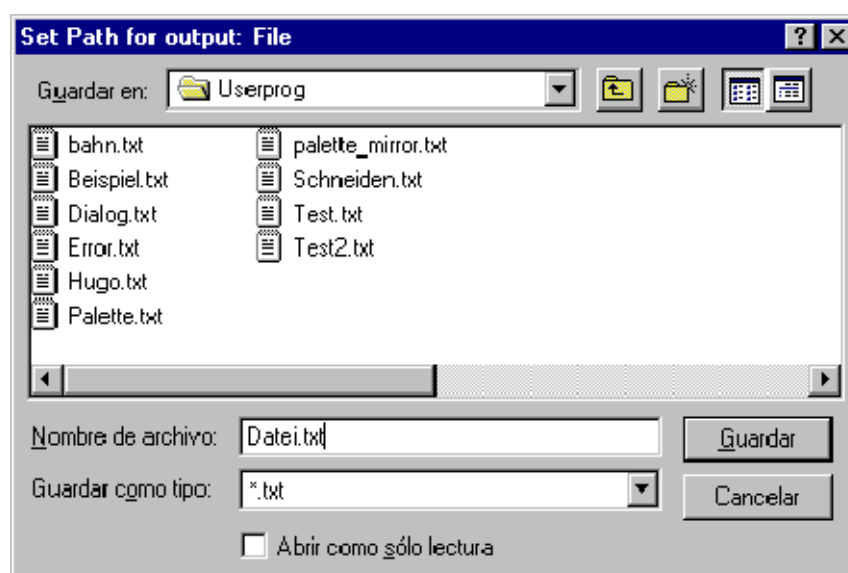 Set Path for output: File
Guardar en: Userprog
bahn.txt palette_mirror.txt
Beispiel.txt Schneiden.txt
Dialog.txt Test.txt
Error.txt Test2.txt
Hugo.txt
Palette.txt
Nombre de archivo: Datei.txt Guardar
Guardar como tipo: *.txt Cancelar
Abrir como sólo lectura